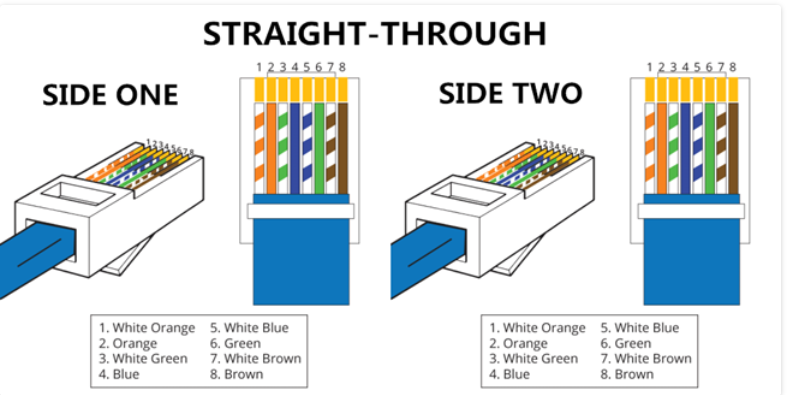 STRAIGHT-THROUGH
SIDE ONE
1 2 3 4 5 6 7 8
12345678
1. White Orange 5. White Blue
2. Orange 6. Green
3. White Green 7. White Brown
4. Blue 8. Brown
SIDE TWO
1 2 3 4 5 6 7 8
12345678
1. White Orange 5. White Blue
2. Orange 6. Green
3. White Green 7. White Brown
4. Blue 8. Brown